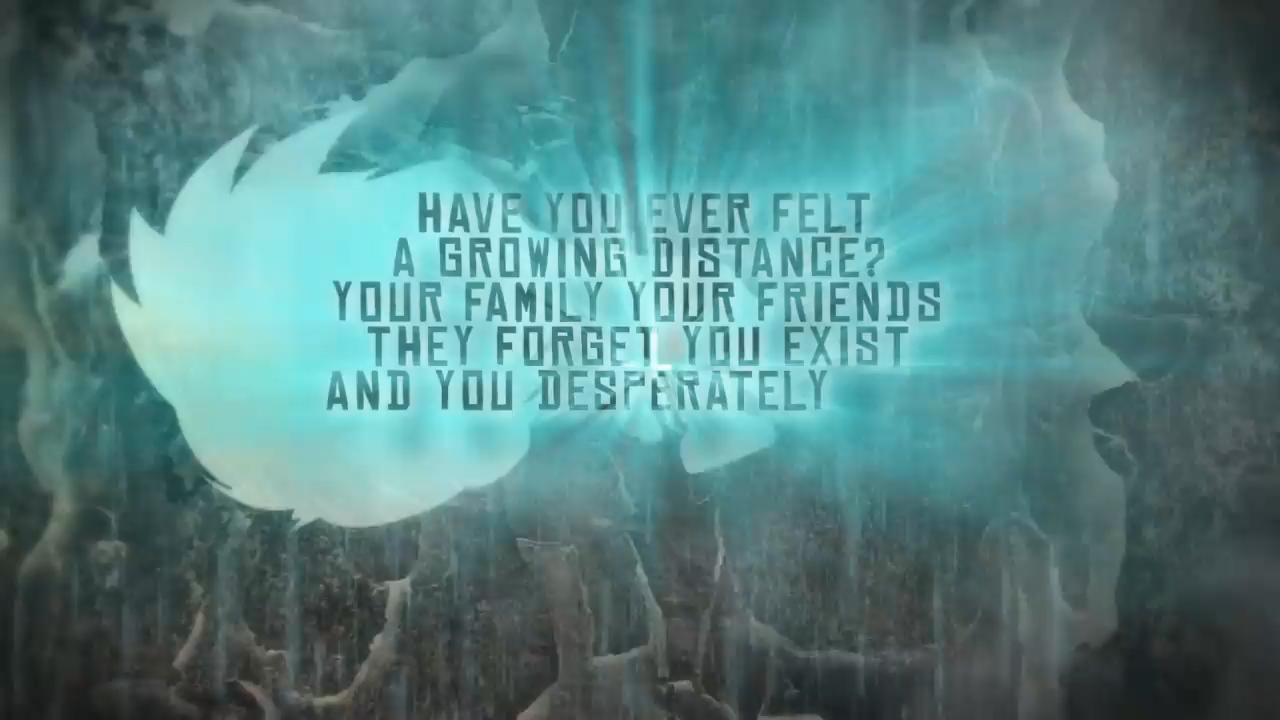 HAVE YOU EVER FELT
A GROWING DISTANCE?
YOUR FAMILY YOUR FRIENDS
THEY FORGET YOU EXIST
AND YOU DESPERATELY